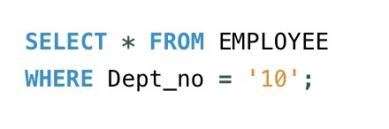 SELECT * FROM EMPLOYEE
WHERE Dept_no = '10';